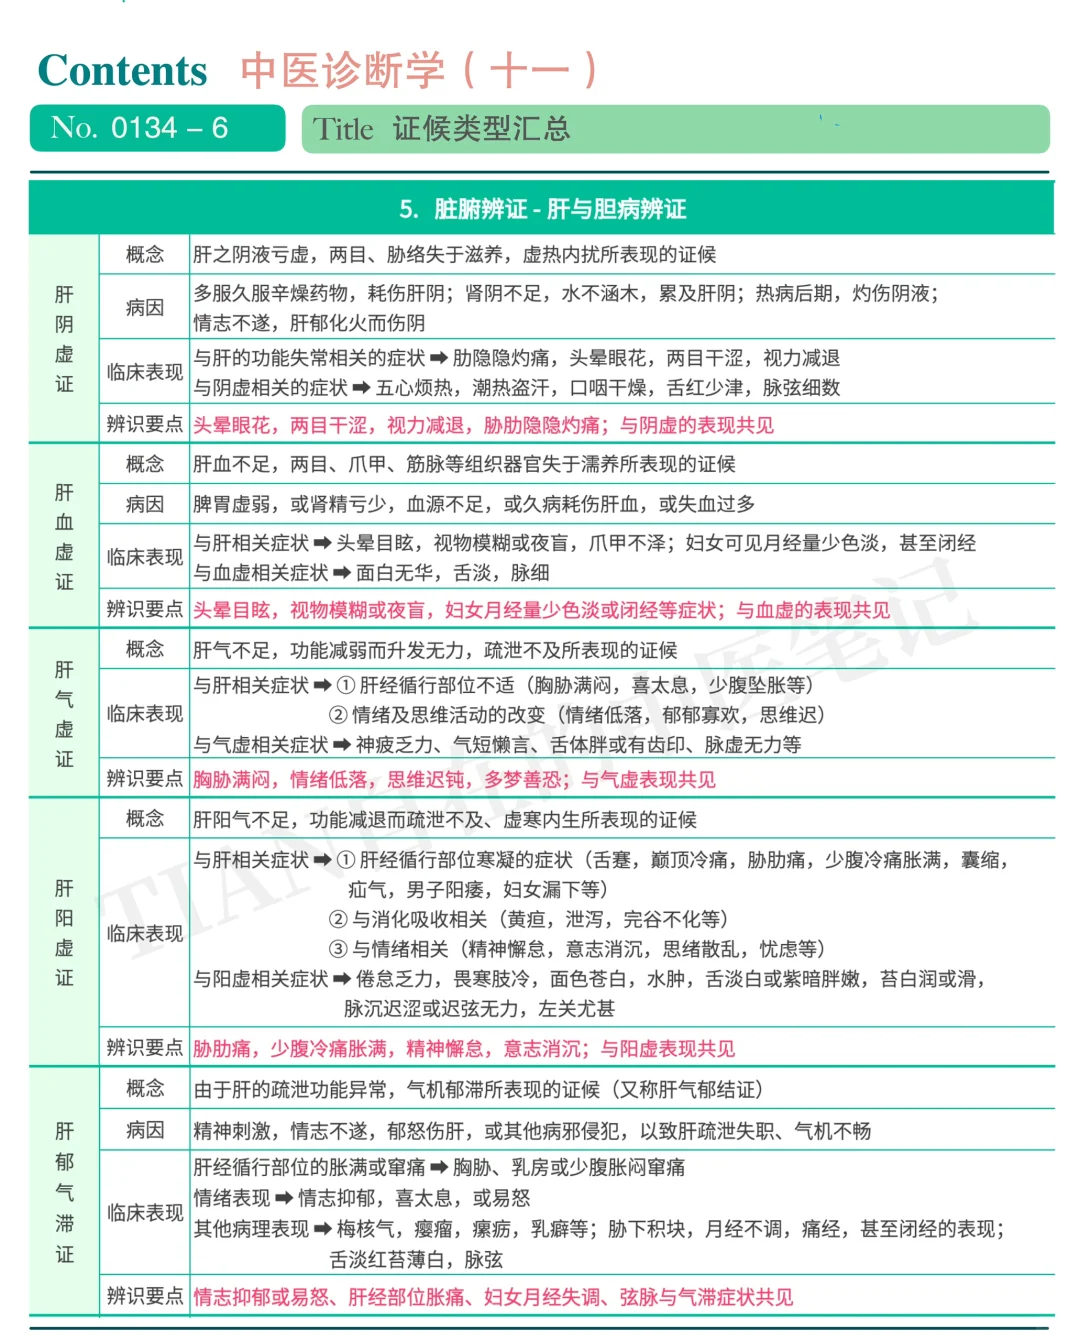 Contents 中医诊断学（十一）
No. 0134 – 6
Title 证候类型汇总
5. 脏腑辨证 - 肝与胆病辨证
肝阴虚证
概念
肝之阴液亏虚，两目、胁络失于滋养，虚热内扰所表现的证候
病因
多服久服辛燥药物，耗伤肝阴；肾阴不足，水不涵木，累及肝阴；热病后期，灼伤阴液；
情志不遂，肝郁化火而伤阴
临床表现
与肝的功能失常相关的症状➡肋隐隐灼痛，头晕眼花，两目干涩，视力减退
与阴虚相关的症状➡五心烦热，潮热盗汗，口咽干燥，舌红少津，脉弦细数
辨识要点
头晕眼花，两目干涩，视力减退，胁肋隐隐灼痛；与阴虚的表现共见
肝血虚证
概念
肝血不足，两目、爪甲、筋脉等组织器官失于濡养所表现的证候
病因
脾胃虚弱，或肾精亏少，血源不足，或久病耗伤肝血，或失血过多
临床表现
与肝相关症状➡头晕目眩，视物模糊或夜盲，爪甲不泽；妇女可见月经量少色淡，甚至闭经
与血虚相关症状➡面白无华，舌淡，脉细
辨识要点
头晕目眩，视物模糊或夜盲，妇女月经量少色淡或闭经等症状；与血虚的表现共见
肝气虚证
概念
肝气不足，功能减弱而升发无力，疏泄不及所表现的证候
临床表现
与肝相关症状➡① 肝经循行部位不适（胸胁满闷，喜太息，少腹坠胀等）
② 情绪及思维活动的改变（情绪低落，郁郁寡欢，思维迟）
与气虚相关症状➡神疲乏力、气短懒言、舌体胖或有齿印、脉虚无力等
辨识要点
胸胁满闷，情绪低落，思维迟钝，多梦善恐；与气虚表现共见
肝阳虚证
概念
肝阳气不足，功能减退而疏泄不及、虚寒内生所表现的证候
临床表现
与肝相关症状➡① 肝经循行部位寒凝的症状（舌蹇，巅顶冷痛，胁肋痛，少腹冷痛胀满，囊缩，
疝气，男子阳痿，妇女漏下等）
② 与消化吸收相关（黄疸，泄泻，完谷不化等）
③ 与情绪相关（精神懈怠，意志消沉，思绪散乱，忧虑等）
与阳虚相关症状➡倦怠乏力，畏寒肢冷，面色苍白，水肿，舌淡白或紫暗胖嫩，苔白润或滑，
脉沉迟涩或迟弦无力，左关尤甚
辨识要点
胁肋痛，少腹冷痛胀满，精神懈怠，意志消沉；与阳虚表现共见
肝郁气滞证
概念
由于肝的疏泄功能异常，气机郁滞所表现的证候（又称肝气郁结证）
病因
精神刺激，情志不遂，郁怒伤肝，或其他病邪侵犯，以致肝疏泄失职、气机不畅
临床表现
肝经循行部位的胀满或窜痛➡胸胁、乳房或少腹胀闷窜痛
情绪表现➡情志抑郁，喜太息，或易怒
其他病理表现➡梅核气，瘿瘤，瘰疬，乳癖等；胁下积块，月经不调，痛经，甚至闭经的表现；
舌淡红苔薄白，脉弦
辨识要点
情志抑郁或易怒、肝经部位胀痛、妇女月经失调、弦脉与气滞症状共见
TIAN自在的中医笔记